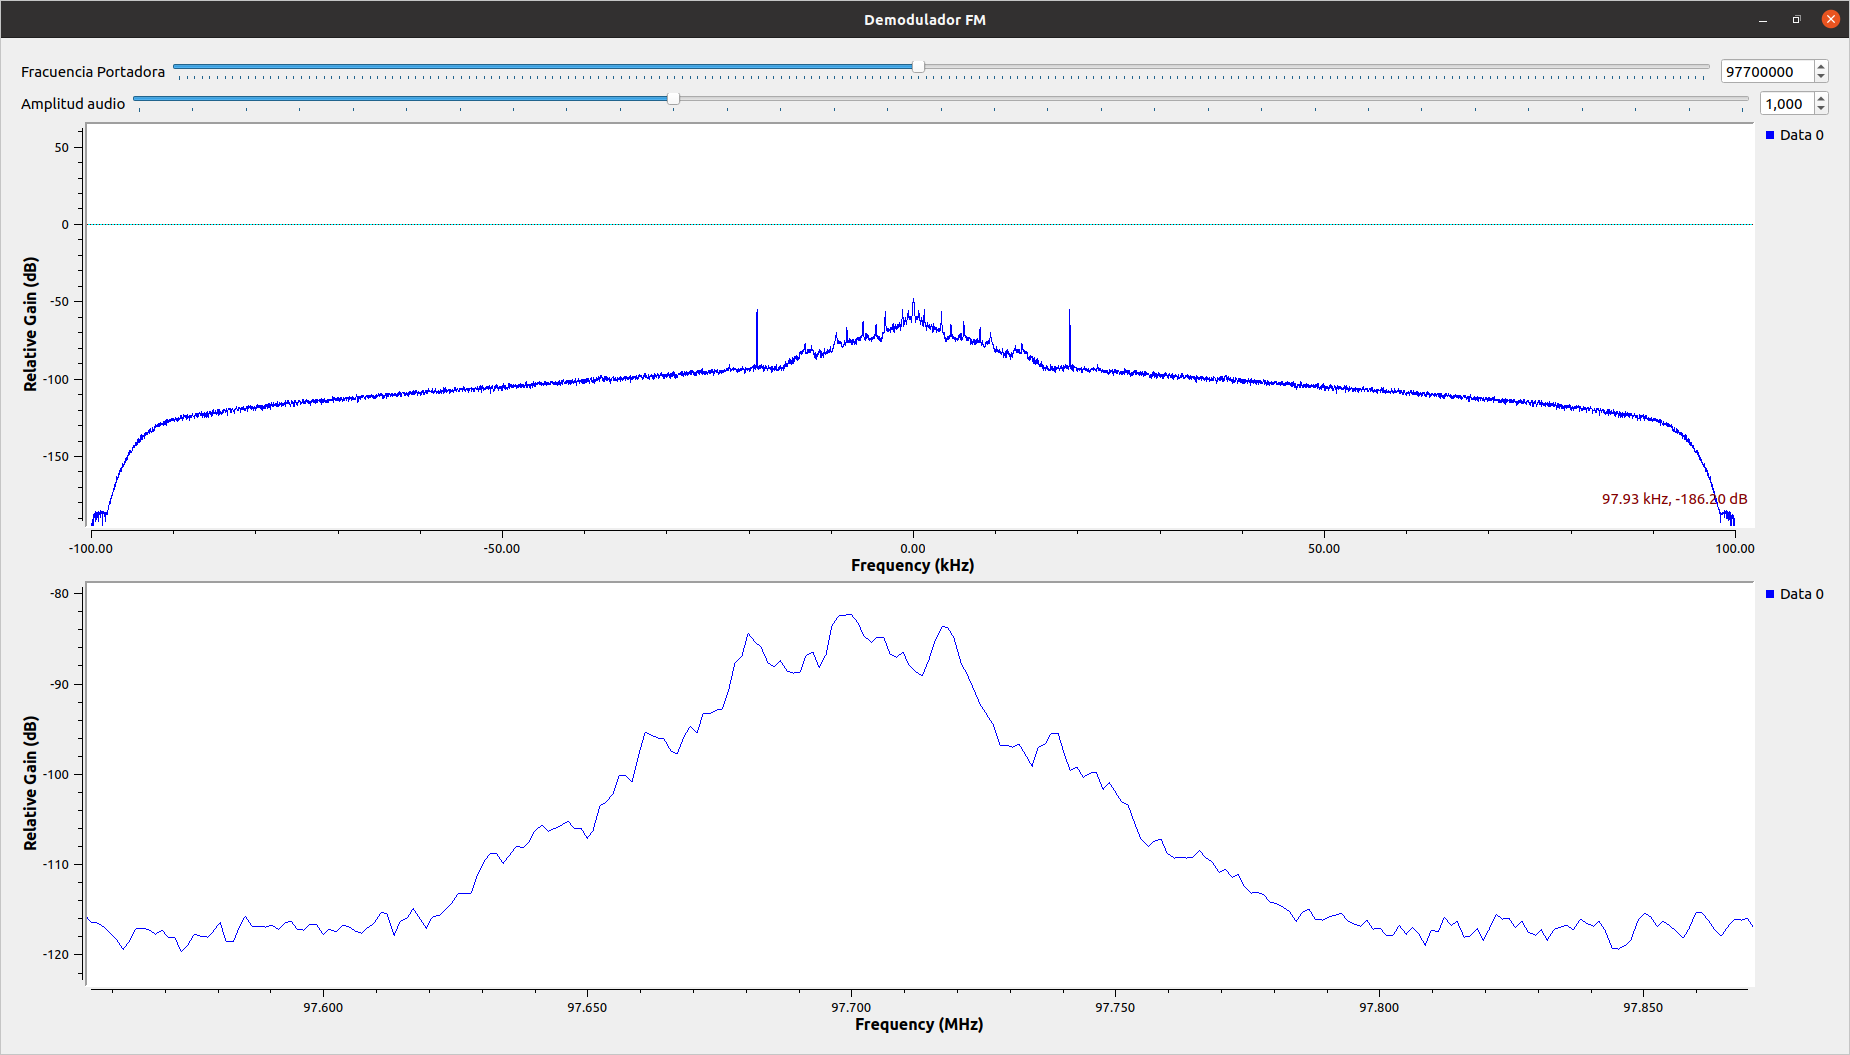 Demodulador FM
Fracuencia Portadora
97700000
Amplitud audio
1,000
Data 0
50
0
-50
-100
-150
Relative Gain (dB)
97.93 kHz, -186.20 dB
-100.00 -50.00 0.00 50.00 100.00
Frequency (kHz)
Data 0
-80
-90
-100
-110
-120
Relative Gain (dB)
97.600 97.650 97.700 97.750 97.800 97.850
Frequency (MHz)